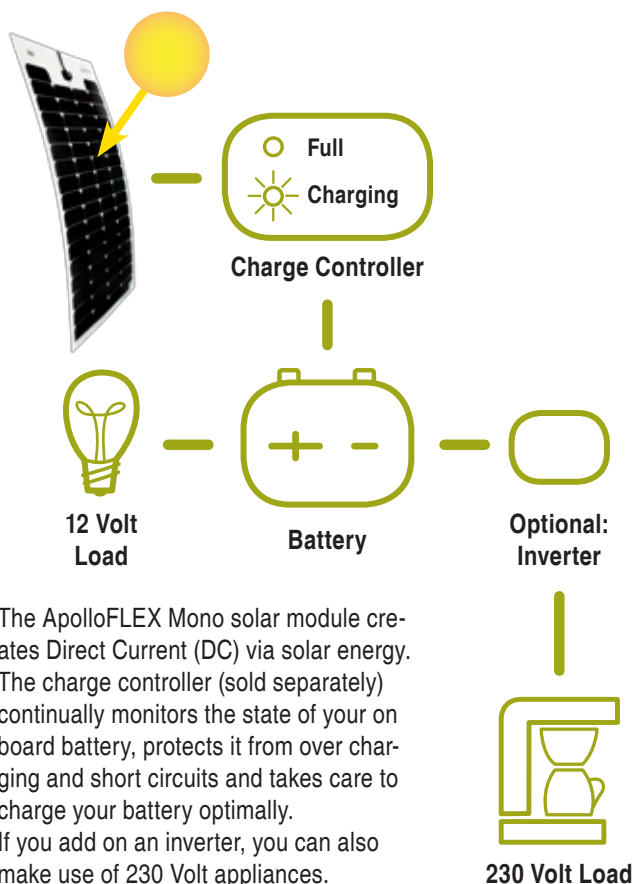 Full
Charging
Charge Controller
12 Volt
Load
Battery
Optional:
Inverter
The ApolloFLEX Mono solar module cre-
ates Direct Current (DC) via solar energy.
The charge controller (sold separately)
continually monitors the state of your on
board battery, protects it from over char-
ging and short circuits and takes care to
charge your battery optimally.
If you add on an inverter, you can also
make use of 230 Volt appliances.
230 Volt Load